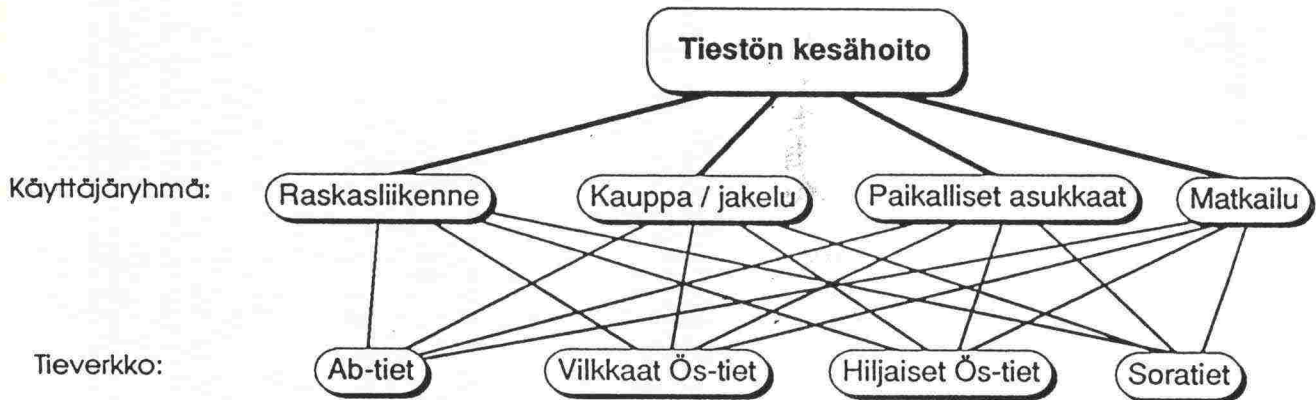 Tiestön kesähoito
Käyttäjäryhmä:
Raskasliikenne
Kauppa / jakelu
Paikalliset asukkaat
Matkailu
Tieverkko:
Ab-tiet
Vilkkaat Ös-tiet
Hiljaiset Ös-tiet
Soratiet